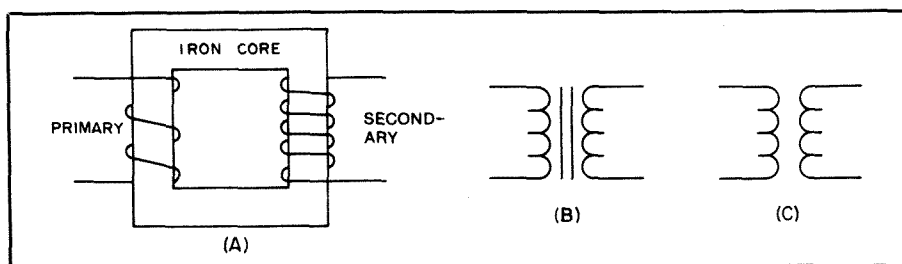 IRON CORE
PRIMARY
SECOND-
ARY
(A)
(B)
(C)